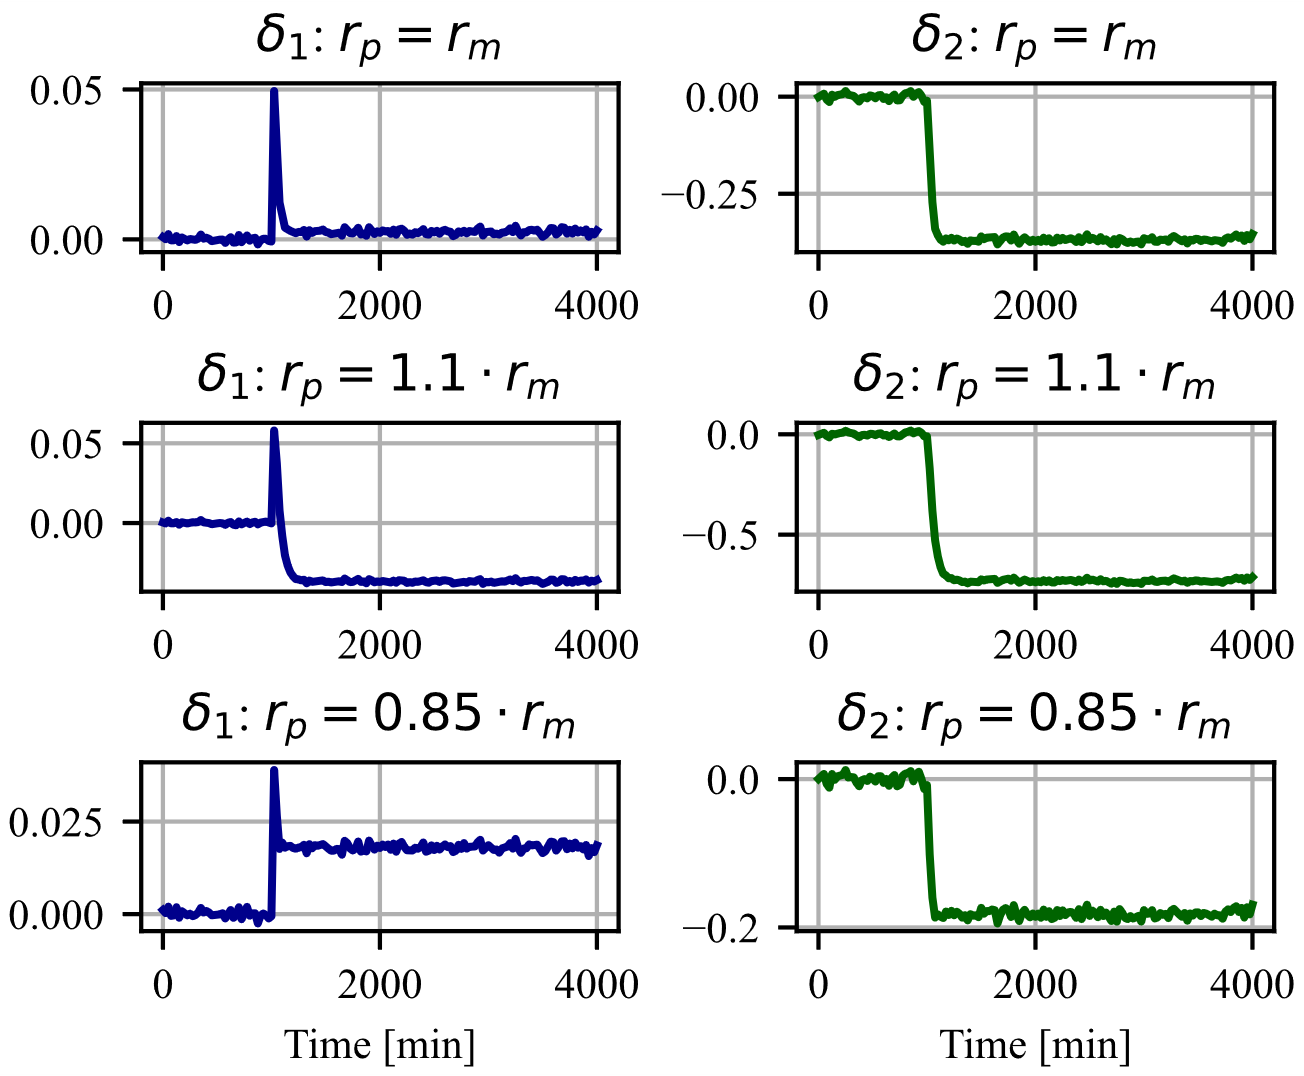 δ₁: rₚ = rₘ
δ₂: rₚ = rₘ
0.05
0.00
0 2000 4000
0.00
−0.25
0 2000 4000
δ₁: rₚ = 1.1 · rₘ
δ₂: rₚ = 1.1 · rₘ
0.05
0.00
0 2000 4000
0.0
−0.5
0 2000 4000
δ₁: rₚ = 0.85 · rₘ
δ₂: rₚ = 0.85 · rₘ
0.025
0.000
0 2000 4000
Time [min]
0.0
−0.2
0 2000 4000
Time [min]